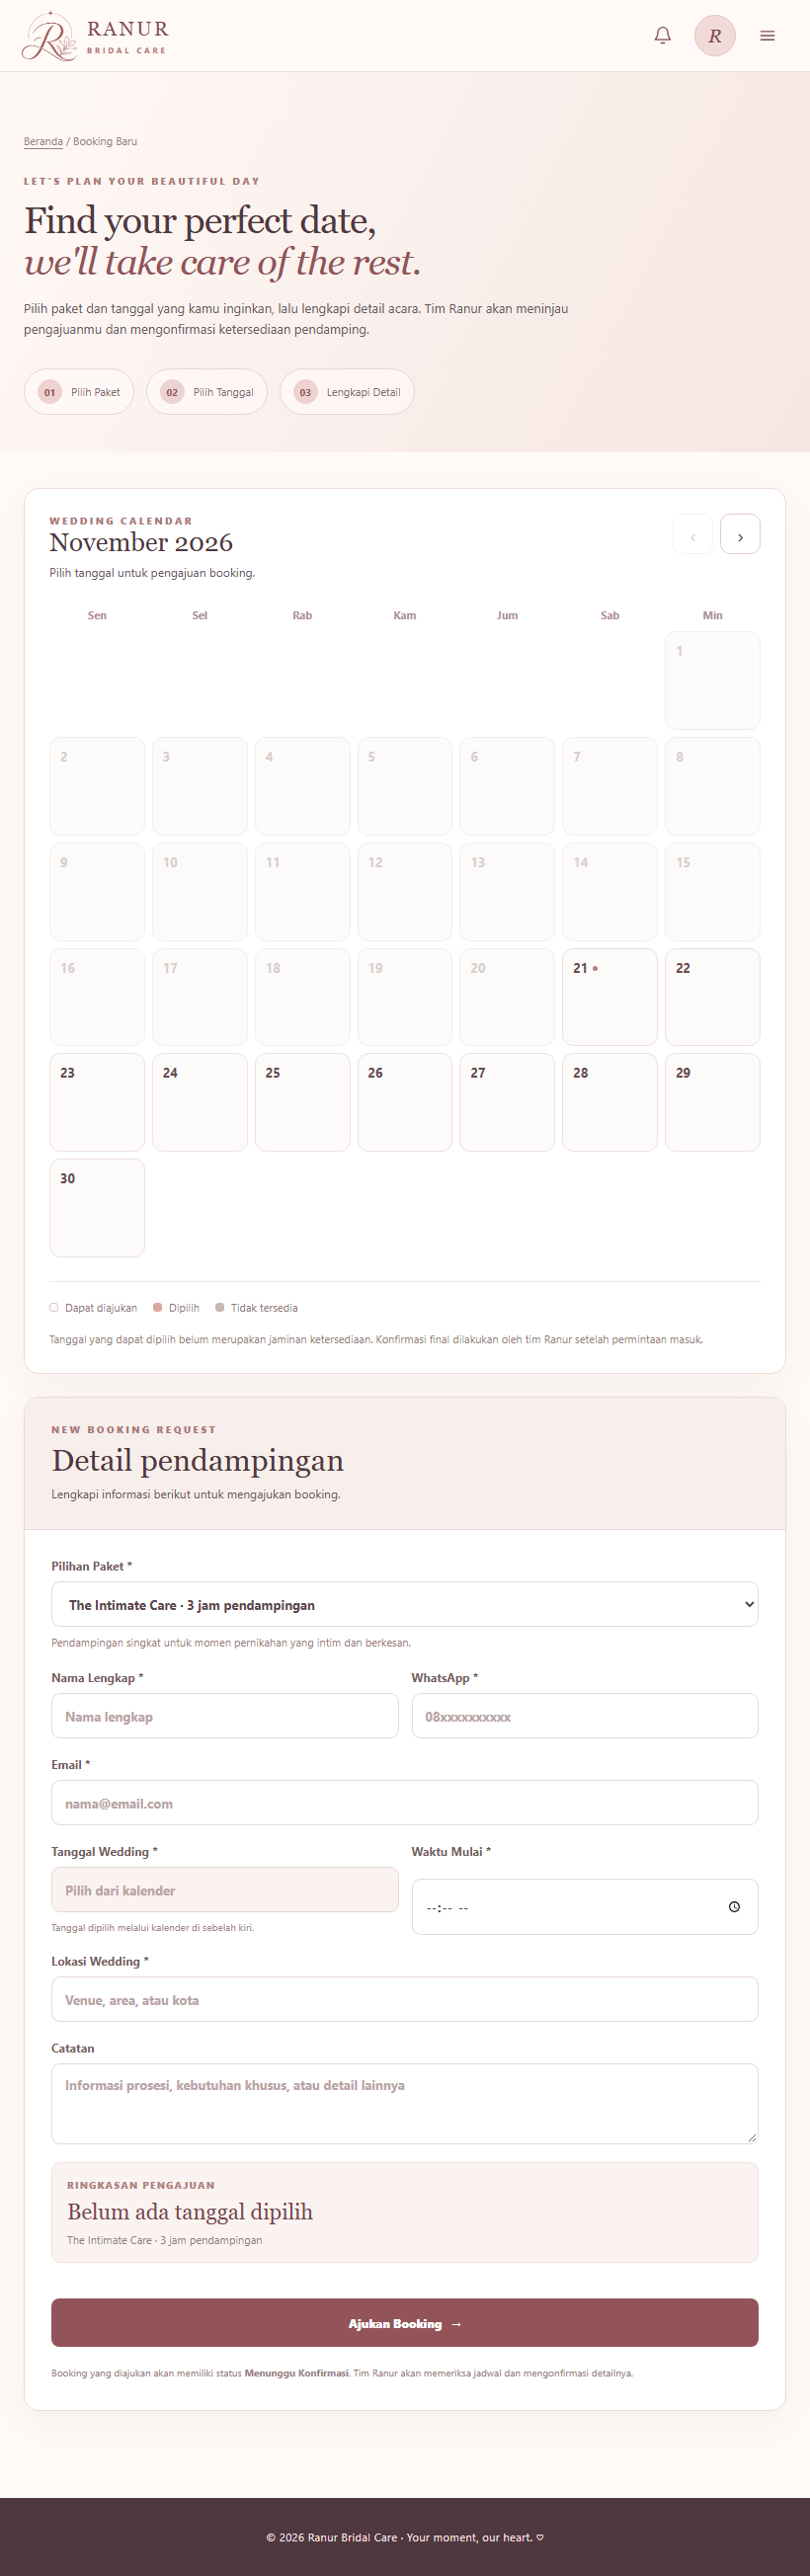 RANUR
BRIDAL CARE
R
Beranda / Booking Baru
LET'S PLAN YOUR BEAUTIFUL DAY
Find your perfect date,
we'll take care of the rest.
Pilih paket dan tanggal yang kamu inginkan, lalu lengkapi detail acara. Tim Ranur akan meninjau
pengajuanmu dan mengonfirmasi ketersediaan pendamping.
01 Pilih Paket 02 Pilih Tanggal 03 Lengkapi Detail
WEDDING CALENDAR
November 2026
‹ ›
Pilih tanggal untuk pengajuan booking.
Sen Sel Rab Kam Jum Sab Min
1
2 3 4 5 6 7 8
9 10 11 12 13 14 15
16 17 18 19 20 21 22
23 24 25 26 27 28 29
30
Dapat diajukan Dipilih Tidak tersedia
Tanggal yang dapat dipilih belum merupakan jaminan ketersediaan. Konfirmasi final dilakukan oleh tim Ranur setelah permintaan masuk.
NEW BOOKING REQUEST
Detail pendampingan
Lengkapi informasi berikut untuk mengajukan booking.
Pilihan Paket *
The Intimate Care · 3 jam pendampingan
Pendampingan singkat untuk momen pernikahan yang intim dan berkesan.
Nama Lengkap * WhatsApp *
Nama lengkap 08xxxxxxxxxx
Email *
nama@email.com
Tanggal Wedding * Waktu Mulai *
Pilih dari kalender --:-- --
Tanggal dipilih melalui kalender di sebelah kiri.
Lokasi Wedding *
Venue, area, atau kota
Catatan
Informasi prosesi, kebutuhan khusus, atau detail lainnya
RINGKASAN PENGAJUAN
Belum ada tanggal dipilih
The Intimate Care · 3 jam pendampingan
Ajukan Booking →
Booking yang diajukan akan memiliki status Menunggu Konfirmasi. Tim Ranur akan memeriksa jadwal dan mengonfirmasi detailnya.
© 2026 Ranur Bridal Care · Your moment, our heart. ♡